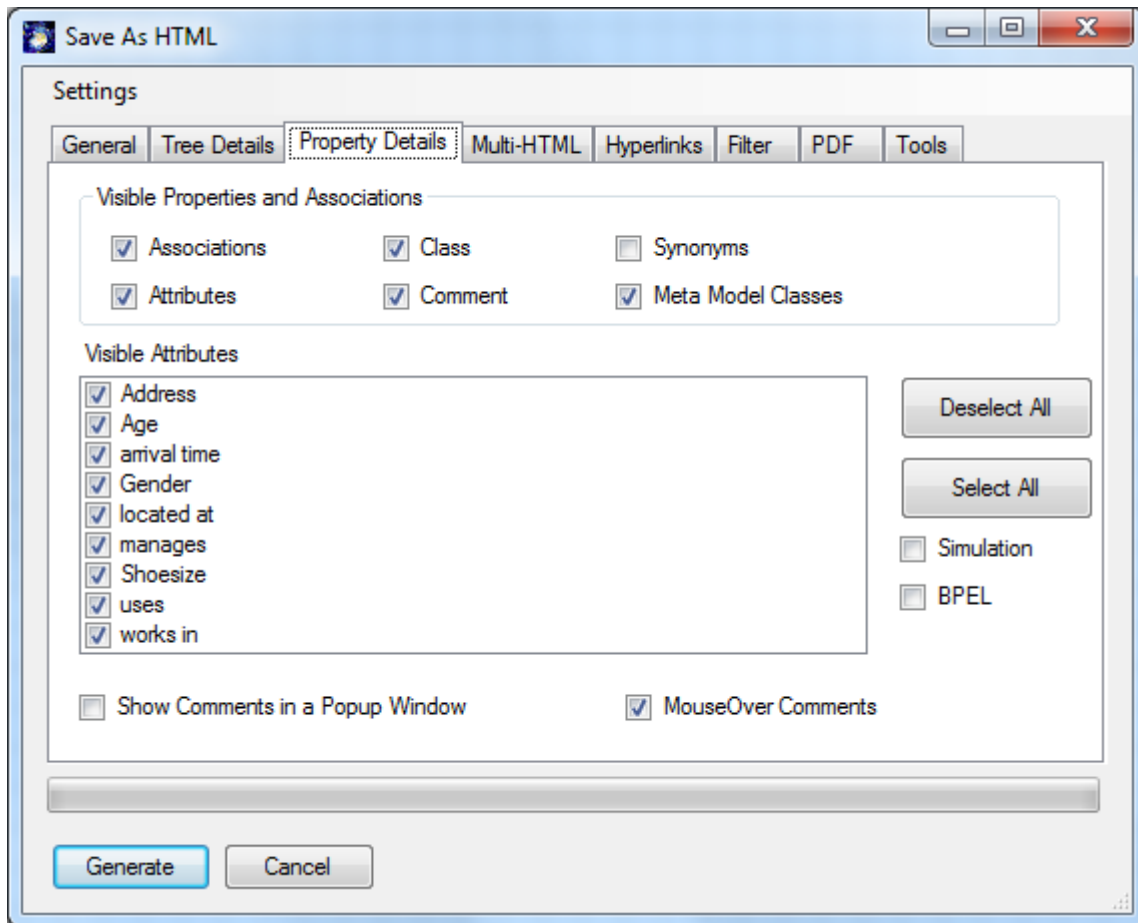 Save As HTML
Settings
General Tree Details Property Details Multi-HTML Hyperlinks Filter PDF Tools
Visible Properties and Associations
Associations Class Synonyms
Attributes Comment Meta Model Classes
Visible Attributes
Address
Age
arrival time
Gender
located at
manages
Shoesize
uses
works in
Deselect All
Select All
Simulation
BPEL
Show Comments in a Popup Window MouseOver Comments
Generate Cancel